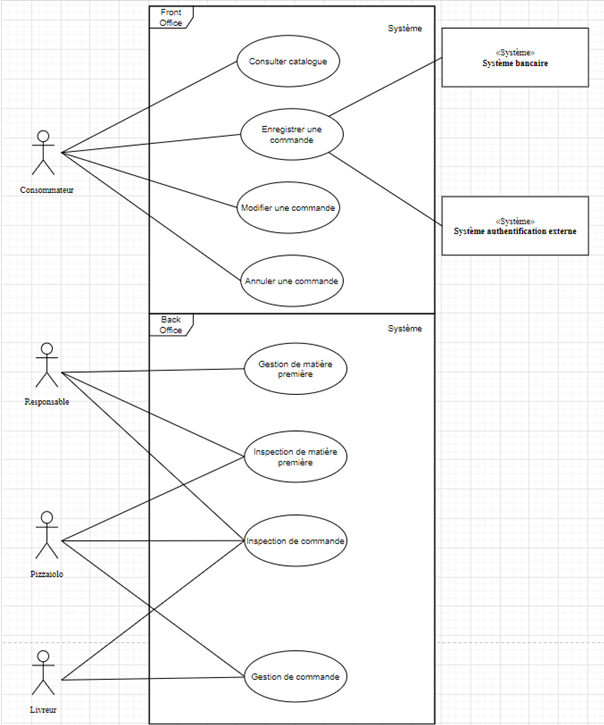 Front
Office
Système
Consulter catalogue
«Système»
Système bancaire
Enregistrer une
commande
Consommateur
Modifier une commande
«Système»
Système authentification externe
Annuler une commande
Back
Office
Système
Gestion de matière
première
Responsable
Inspection de matière
première
Inspection de commande
Pizzaiolo
Gestion de commande
Livreur